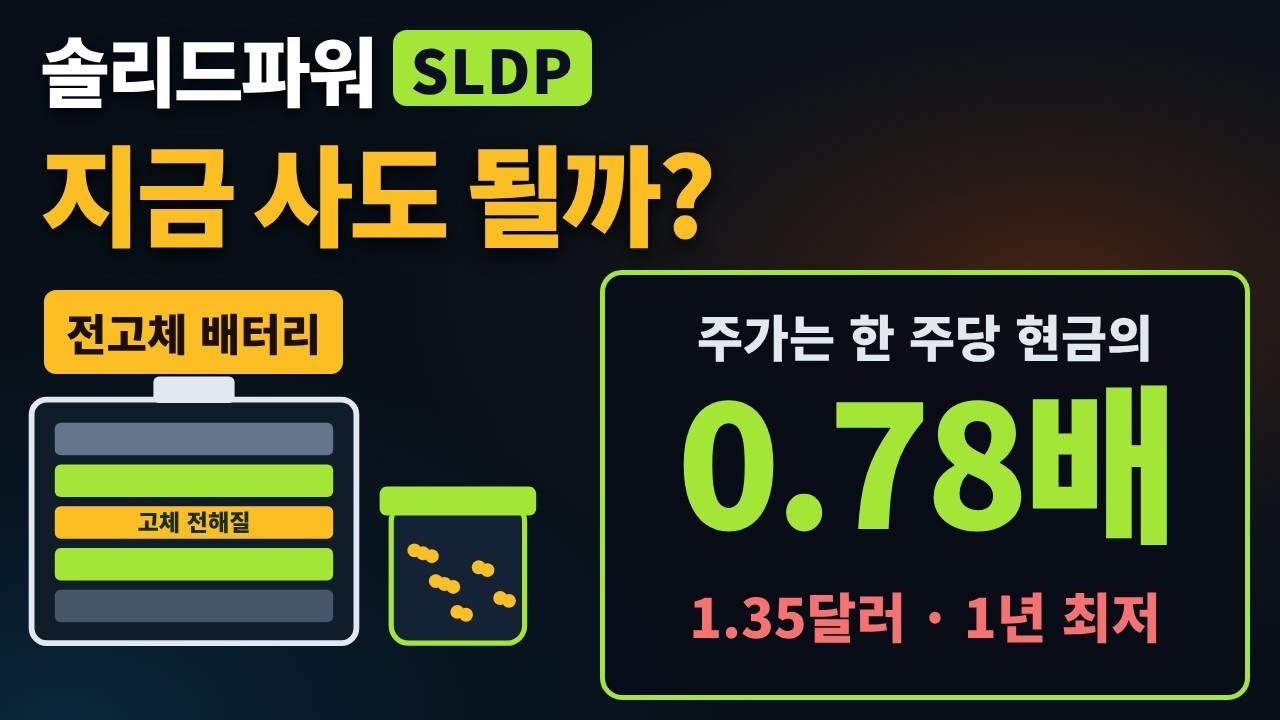 솔리드파워 SLDP
지금 사도 될까?
전고체 배터리
고체 전해질
주가는 한 주당 현금의
0.78배
1.35달러 · 1년 최저